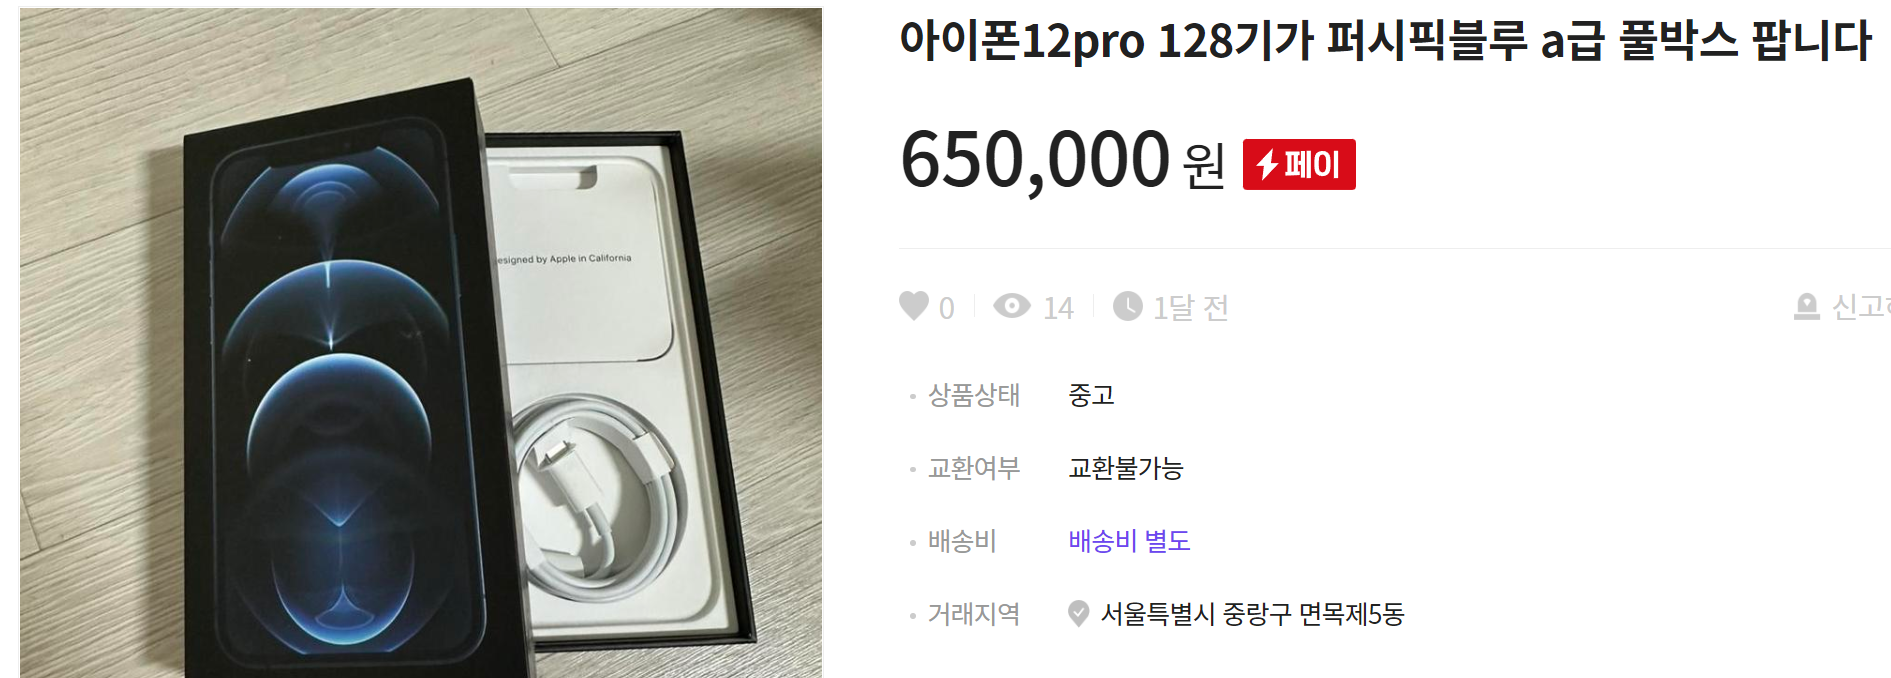 아이폰12pro 128기가 퍼시픽블루 a급 풀박스 팝니다
650,000 원 페이
0 14 1달 전 신고
상품상태 중고
교환여부 교환불가능
배송비 배송비 별도
거래지역 서울특별시 중랑구 면목제5동
esigned by Apple in California